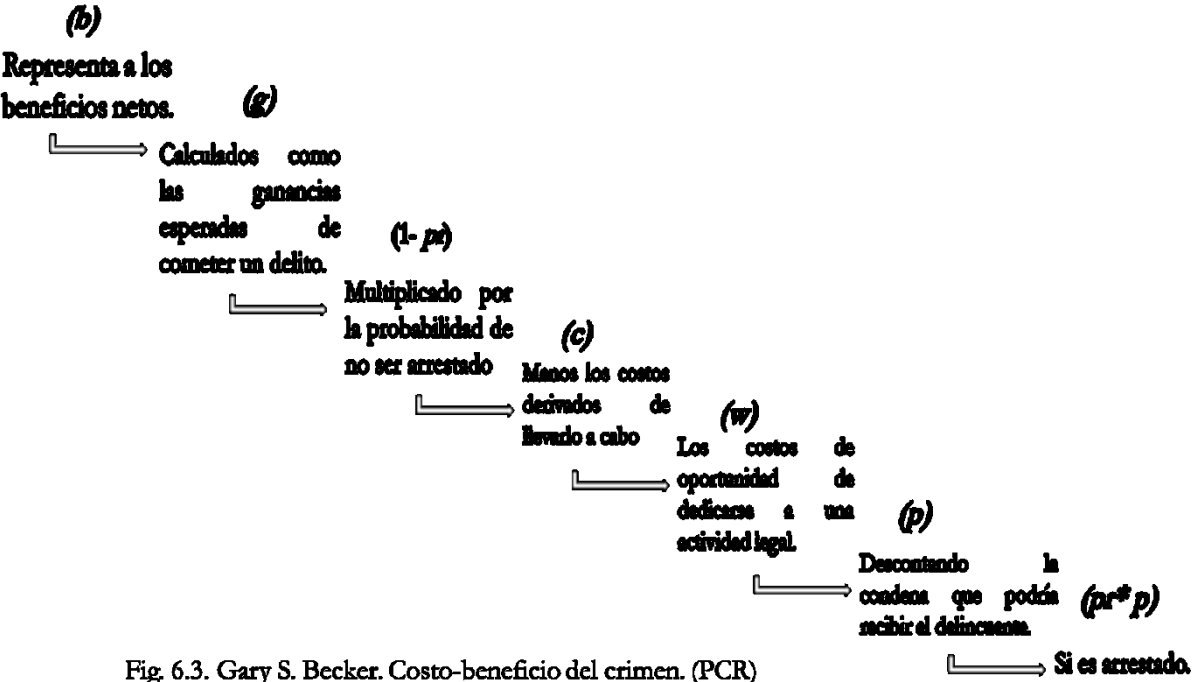 (b)
Representa a los
beneficios netos.
(g)
Calculados como
las ganancias
esperadas de
cometer un delito.
(1- pr)
Multiplicado por
la probabilidad de
no ser arrestado
(c)
Manos los costos
derivados de
llevarlo a cabo
(w)
Los costos de
oportunidad de
dedicarse a una
actividad legal.
(p)
Descontando la
condena que podría
recibir el delincuente.
(pr* p)
Si es arrestado.
Fig. 6.3. Gary S. Becker. Costo-beneficio del crimen. (PCR)